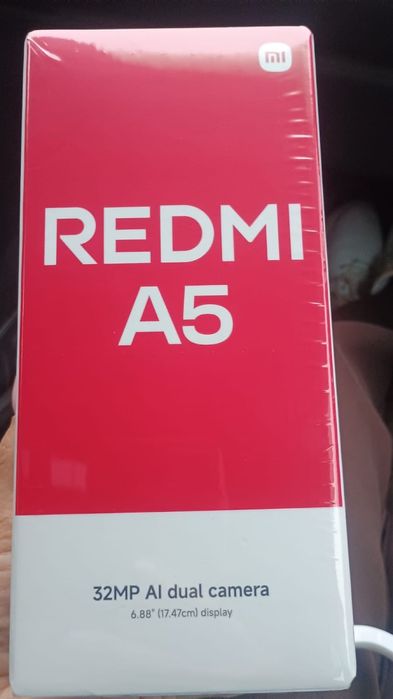 mi
REDMI
A5
32MP AI dual camera
6.88" (17.47cm) display